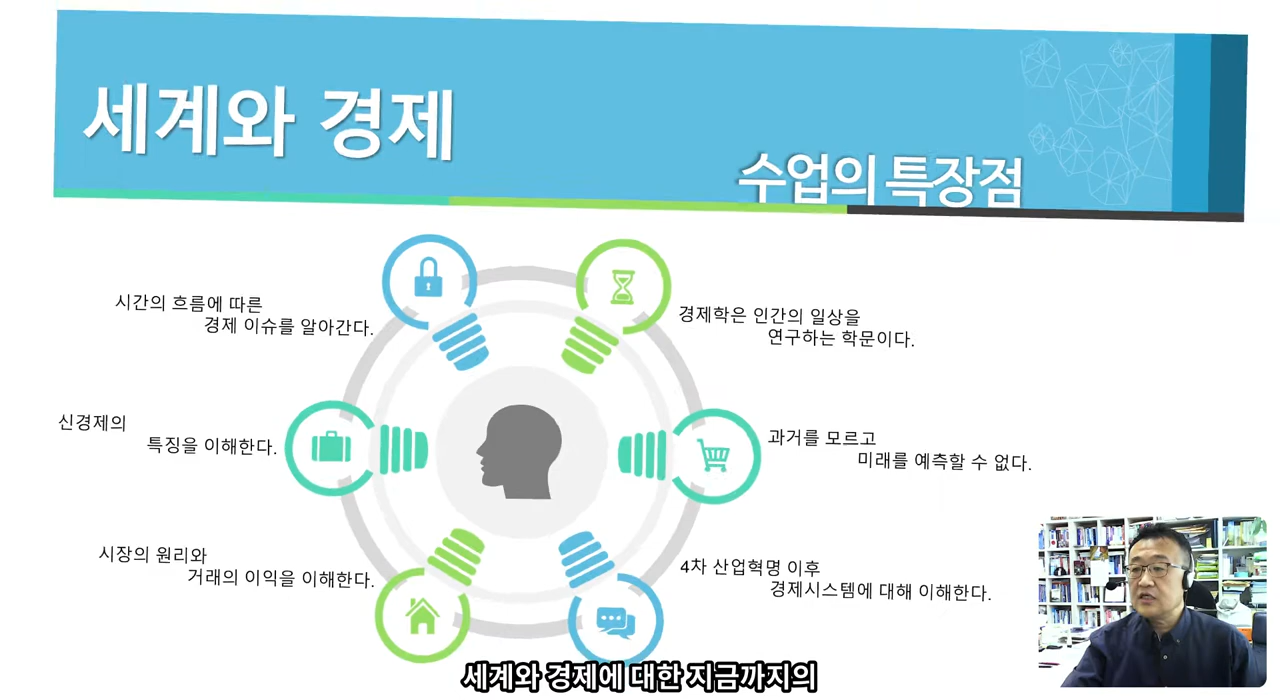 세계와 경제
수업의 특장점
시간의 흐름에 따른
경제 이슈를 알아간다.
경제학은 인간의 일상을
연구하는 학문이다.
신경제의
특징을 이해한다.
과거를 모르고
미래를 예측할 수 없다.
시장의 원리와
거래의 이익을 이해한다.
4차 산업혁명 이후
경제시스템에 대해 이해한다.
세계와 경제에 대한 지금까지의